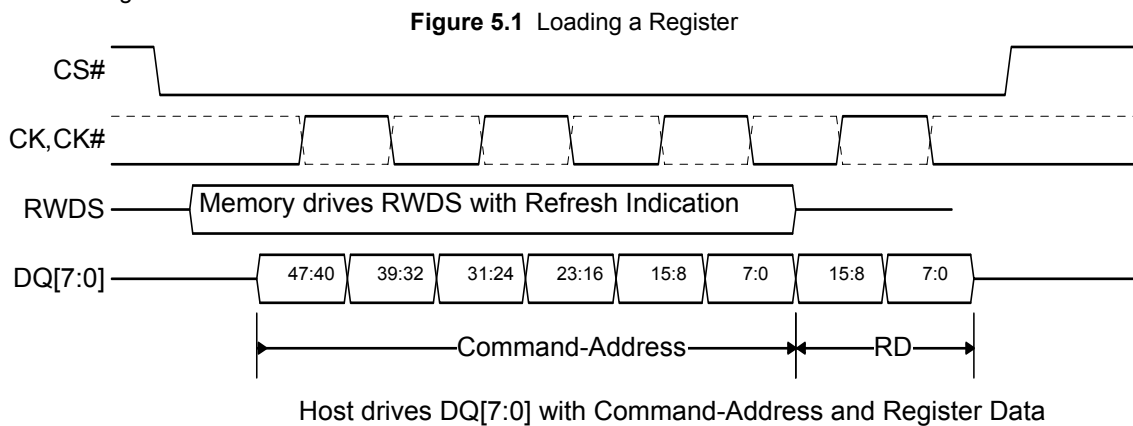 Figure 5.1 Loading a Register
CS#
CK,CK#
RWDS
Memory drives RWDS with Refresh Indication
DQ[7:0]
47:40 39:32 31:24 23:16 15:8 7:0 15:8 7:0
Command-Address RD
Host drives DQ[7:0] with Command-Address and Register Data